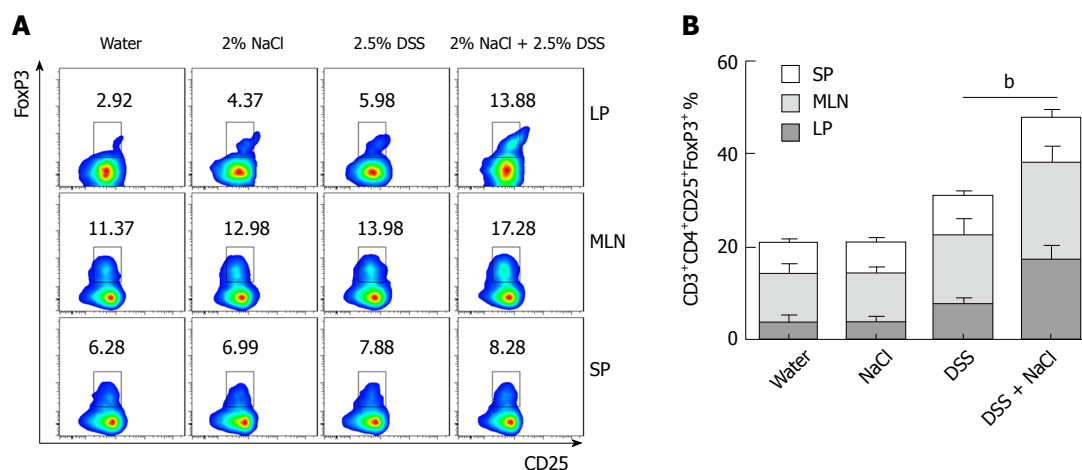 A
Water 2% NaCl 2.5% DSS 2% NaCl + 2.5% DSS
FoxP3
2.92 4.37 5.98 13.88
LP
11.37 12.98 13.98 17.28
MLN
6.28 6.99 7.88 8.28
SP
CD25
B
CD3⁺CD4⁺CD25⁺FoxP3⁺ %
60
40
20
0
SP
MLN
LP
b
Water NaCl DSS DSS + NaCl